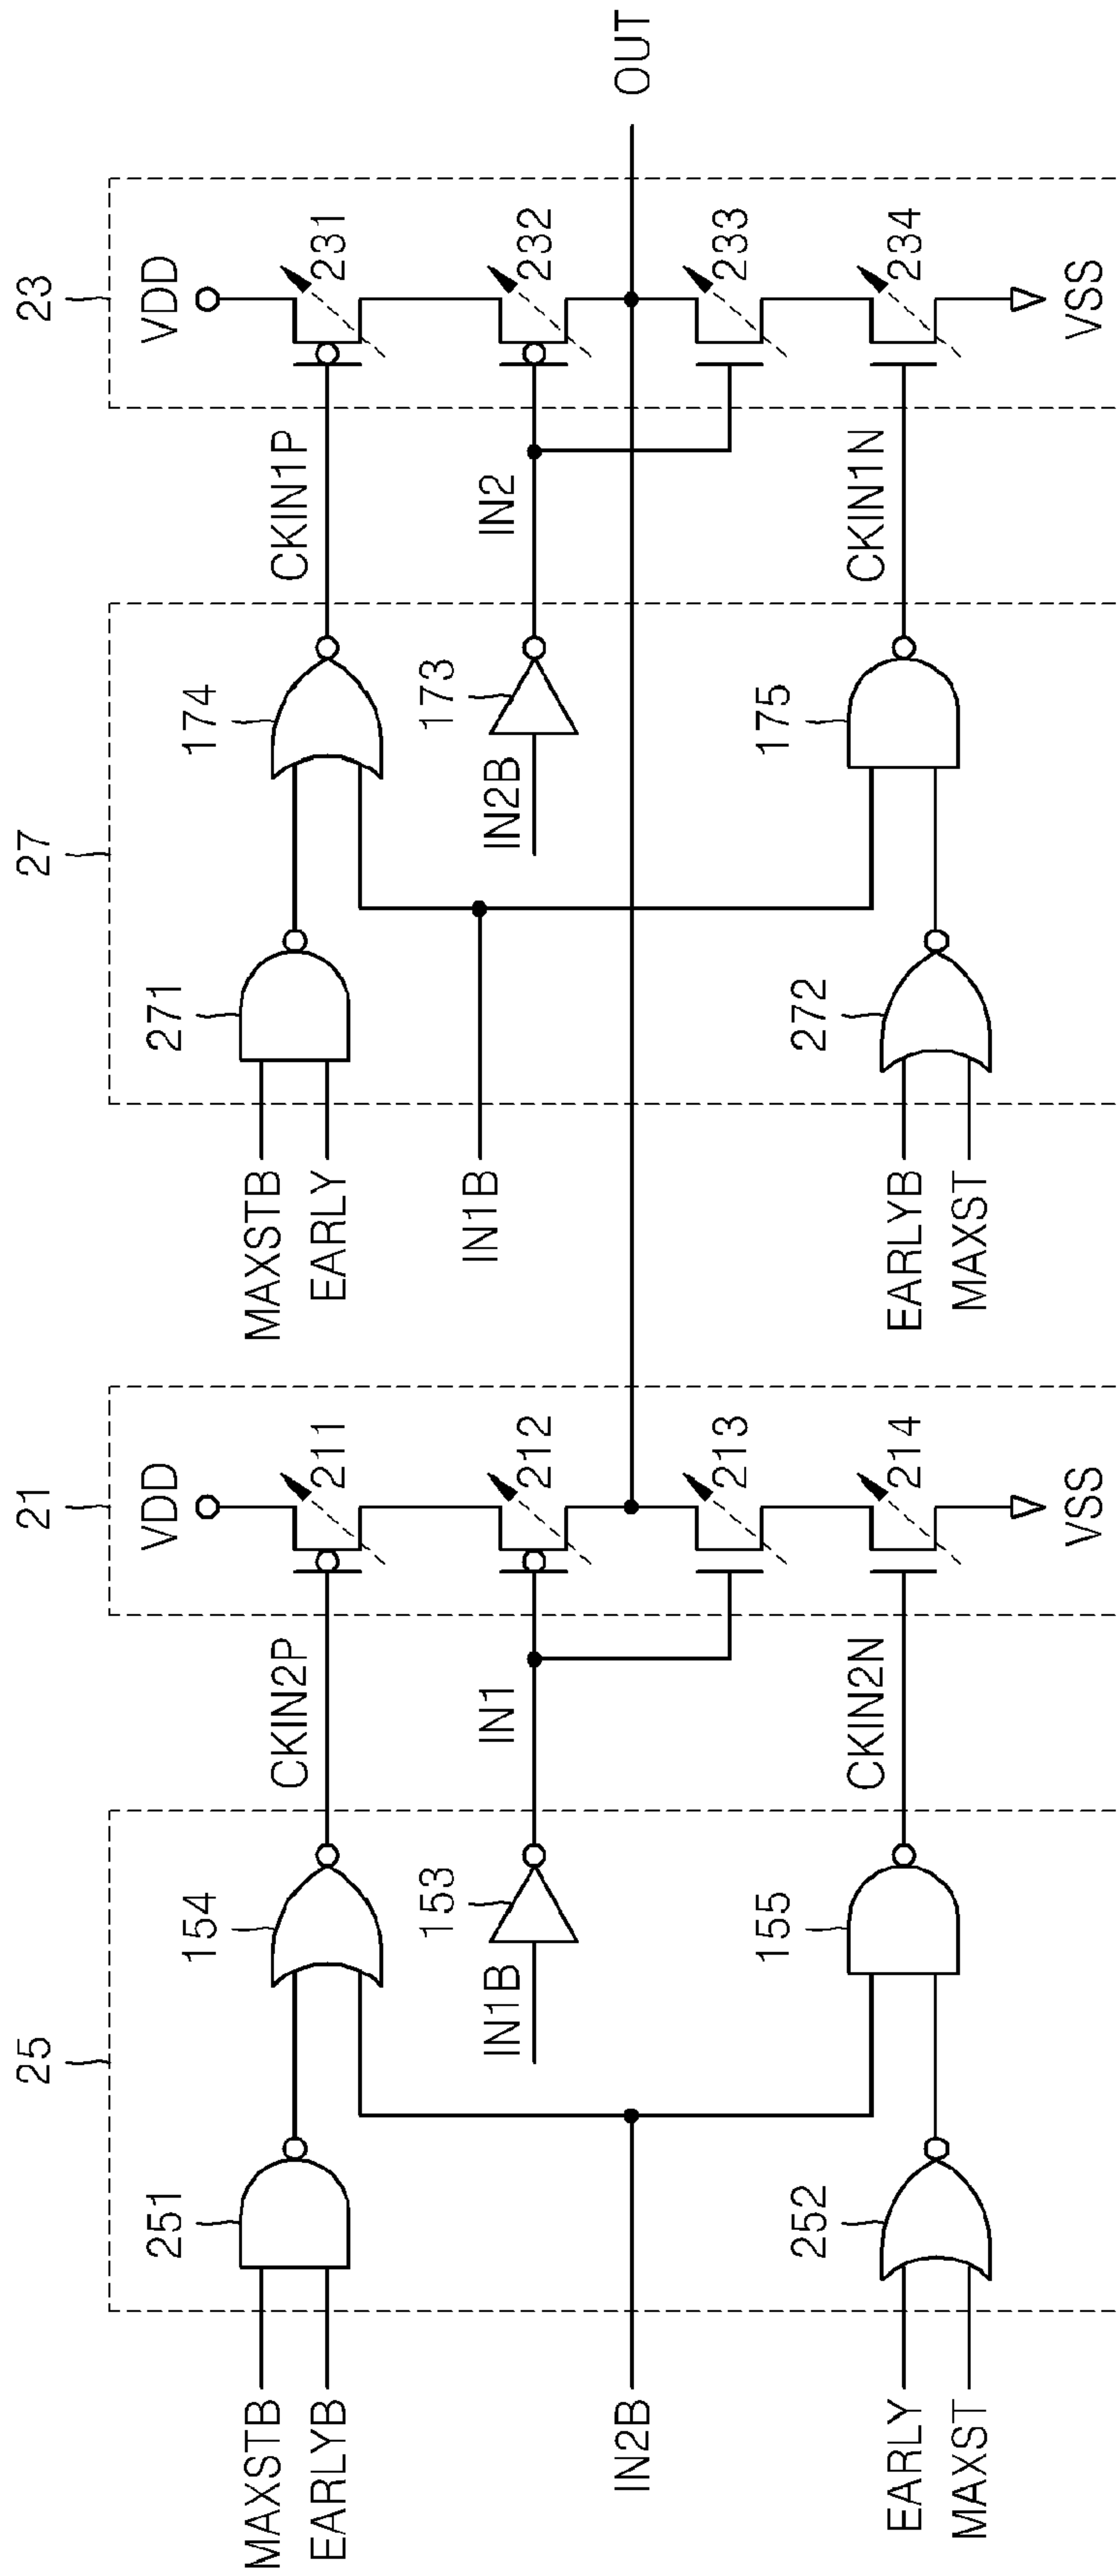 25
21
27
23
MAXSTB
EARLYB
251
154
CKIN2P
VDD
211
MAXSTB
EARLY
271
174
CKIN1P
VDD
231
IN1B
153
IN1
212
IN1B
IN2B
173
IN2
232
IN2B
OUT
213
233
EARLY
MAXST
252
155
CKIN2N
214
VSS
EARLYB
MAXST
272
175
CKIN1N
234
VSS